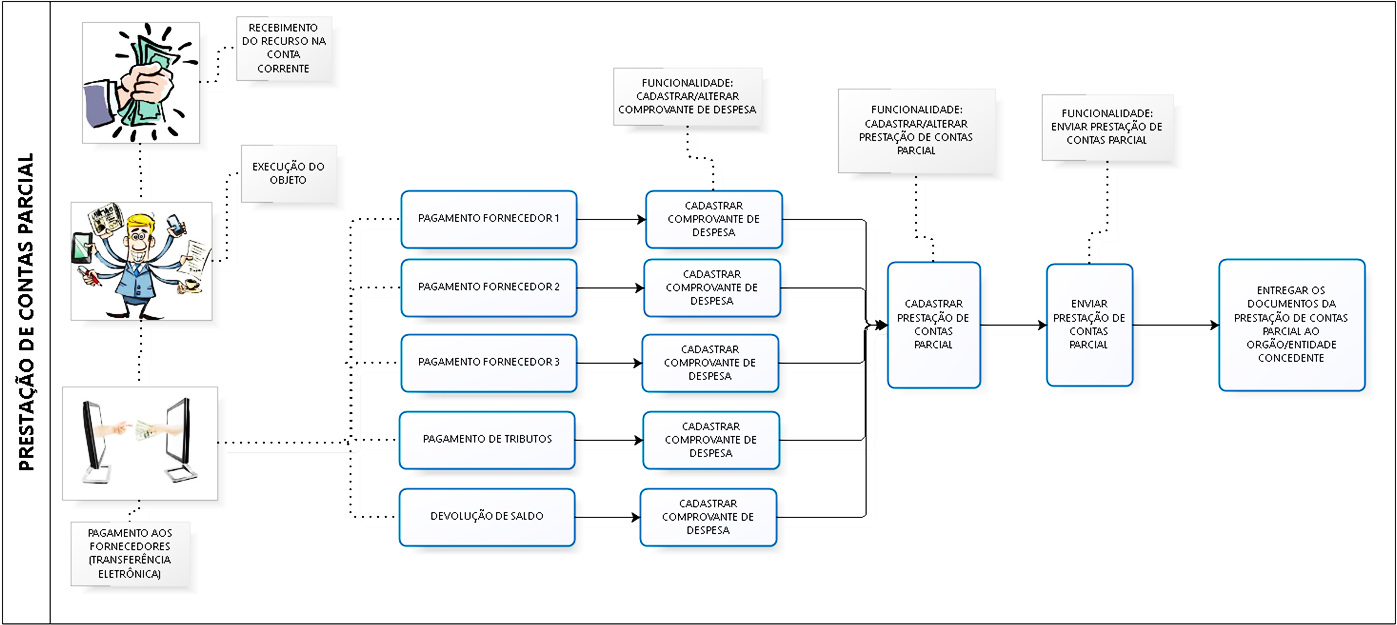 PRESTAÇÃO DE CONTAS PARCIAL
RECEBIMENTO
DO RECURSO NA
CONTA
CORRENTE
EXECUÇÃO DO
OBJETO
PAGAMENTO AOS
FORNECEDORES
(TRANSFERÊNCIA
ELETRÔNICA)
FUNCIONALIDADE:
CADASTRAR/ALTERAR
COMPROVANTE DE DESPESA
FUNCIONALIDADE:
CADASTRAR/ALTERAR
PRESTAÇÃO DE CONTAS
PARCIAL
FUNCIONALIDADE:
ENVIAR PRESTAÇÃO DE
CONTAS PARCIAL
PAGAMENTO FORNECEDOR 1
CADASTRAR
COMPROVANTE DE
DESPESA
PAGAMENTO FORNECEDOR 2
CADASTRAR
COMPROVANTE DE
DESPESA
PAGAMENTO FORNECEDOR 3
CADASTRAR
COMPROVANTE DE
DESPESA
PAGAMENTO DE TRIBUTOS
CADASTRAR
COMPROVANTE DE
DESPESA
DEVOLUÇÃO DE SALDO
CADASTRAR
COMPROVANTE DE
DESPESA
CADASTRAR
PRESTAÇÃO DE
CONTAS
PARCIAL
ENVIAR
PRESTAÇÃO DE
CONTAS
PARCIAL
ENTREGAR OS
DOCUMENTOS DA
PRESTAÇÃO DE CONTAS
PARCIAL AO
ORGÃO/ENTIDADE
CONCEDENTE